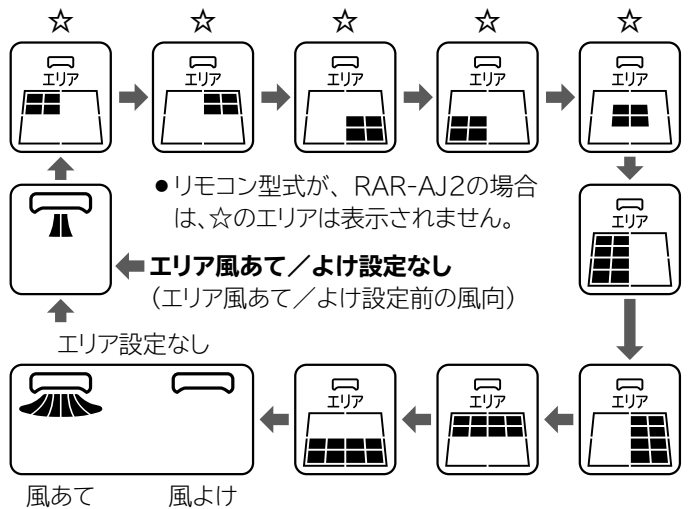 ☆ ☆ ☆ ☆ ☆
エリア エリア エリア エリア エリア
●リモコン型式が、RAR-AJ2の場合
は、☆のエリアは表示されません。
エリア
エリア風あて／よけ設定なし
（エリア風あて／よけ設定前の風向）
エリア設定なし
エリア エリア エリア
風あて 風よけ